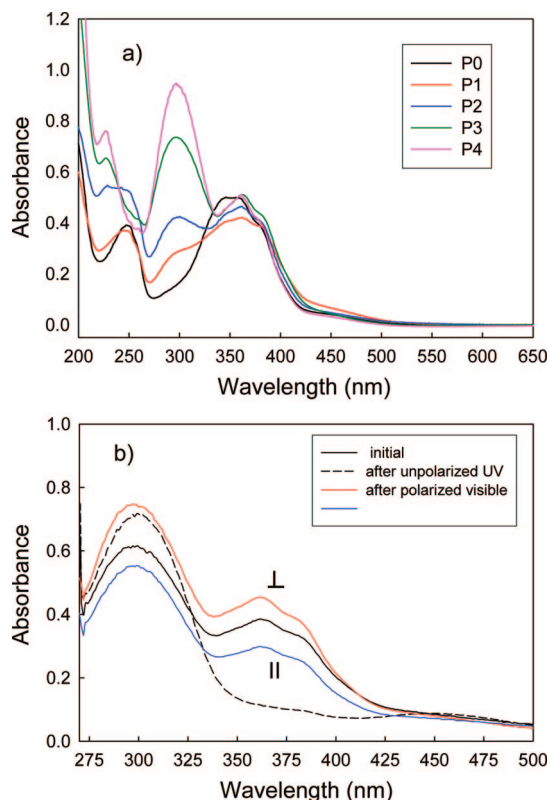 a)
1.2
1.0
0.8
0.6
0.4
0.2
0.0
Absorbance
P0
P1
P2
P3
P4
200 250 300 350 400 450 500 550 600 650
Wavelength (nm)
b)
1.0
0.8
0.6
0.4
0.2
0.0
Absorbance
initial
after unpolarized UV
after polarized visible
⊥
||
275 300 325 350 375 400 425 450 475 500
Wavelength (nm)